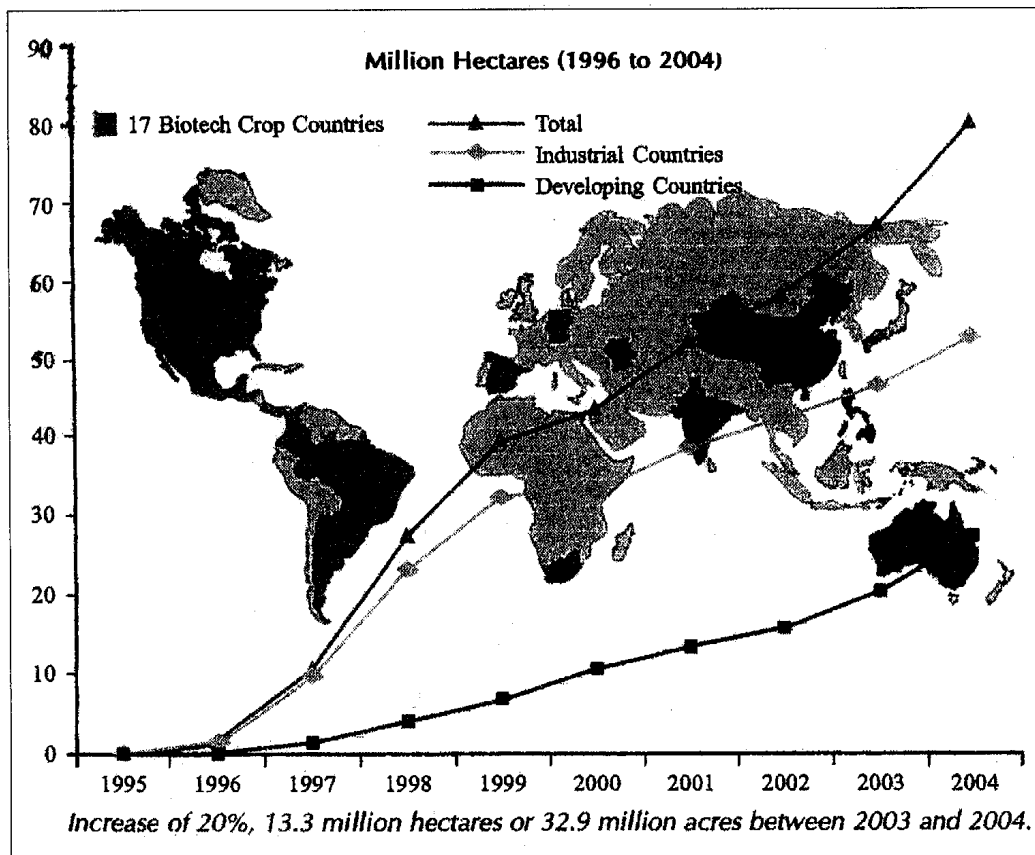 Million Hectares (1996 to 2004)
17 Biotech Crop Countries
Total
Industrial Countries
Developing Countries
90
80
70
60
50
40
30
20
10
0
1995 1996 1997 1998 1999 2000 2001 2002 2003 2004
Increase of 20%, 13.3 million hectares or 32.9 million acres between 2003 and 2004.